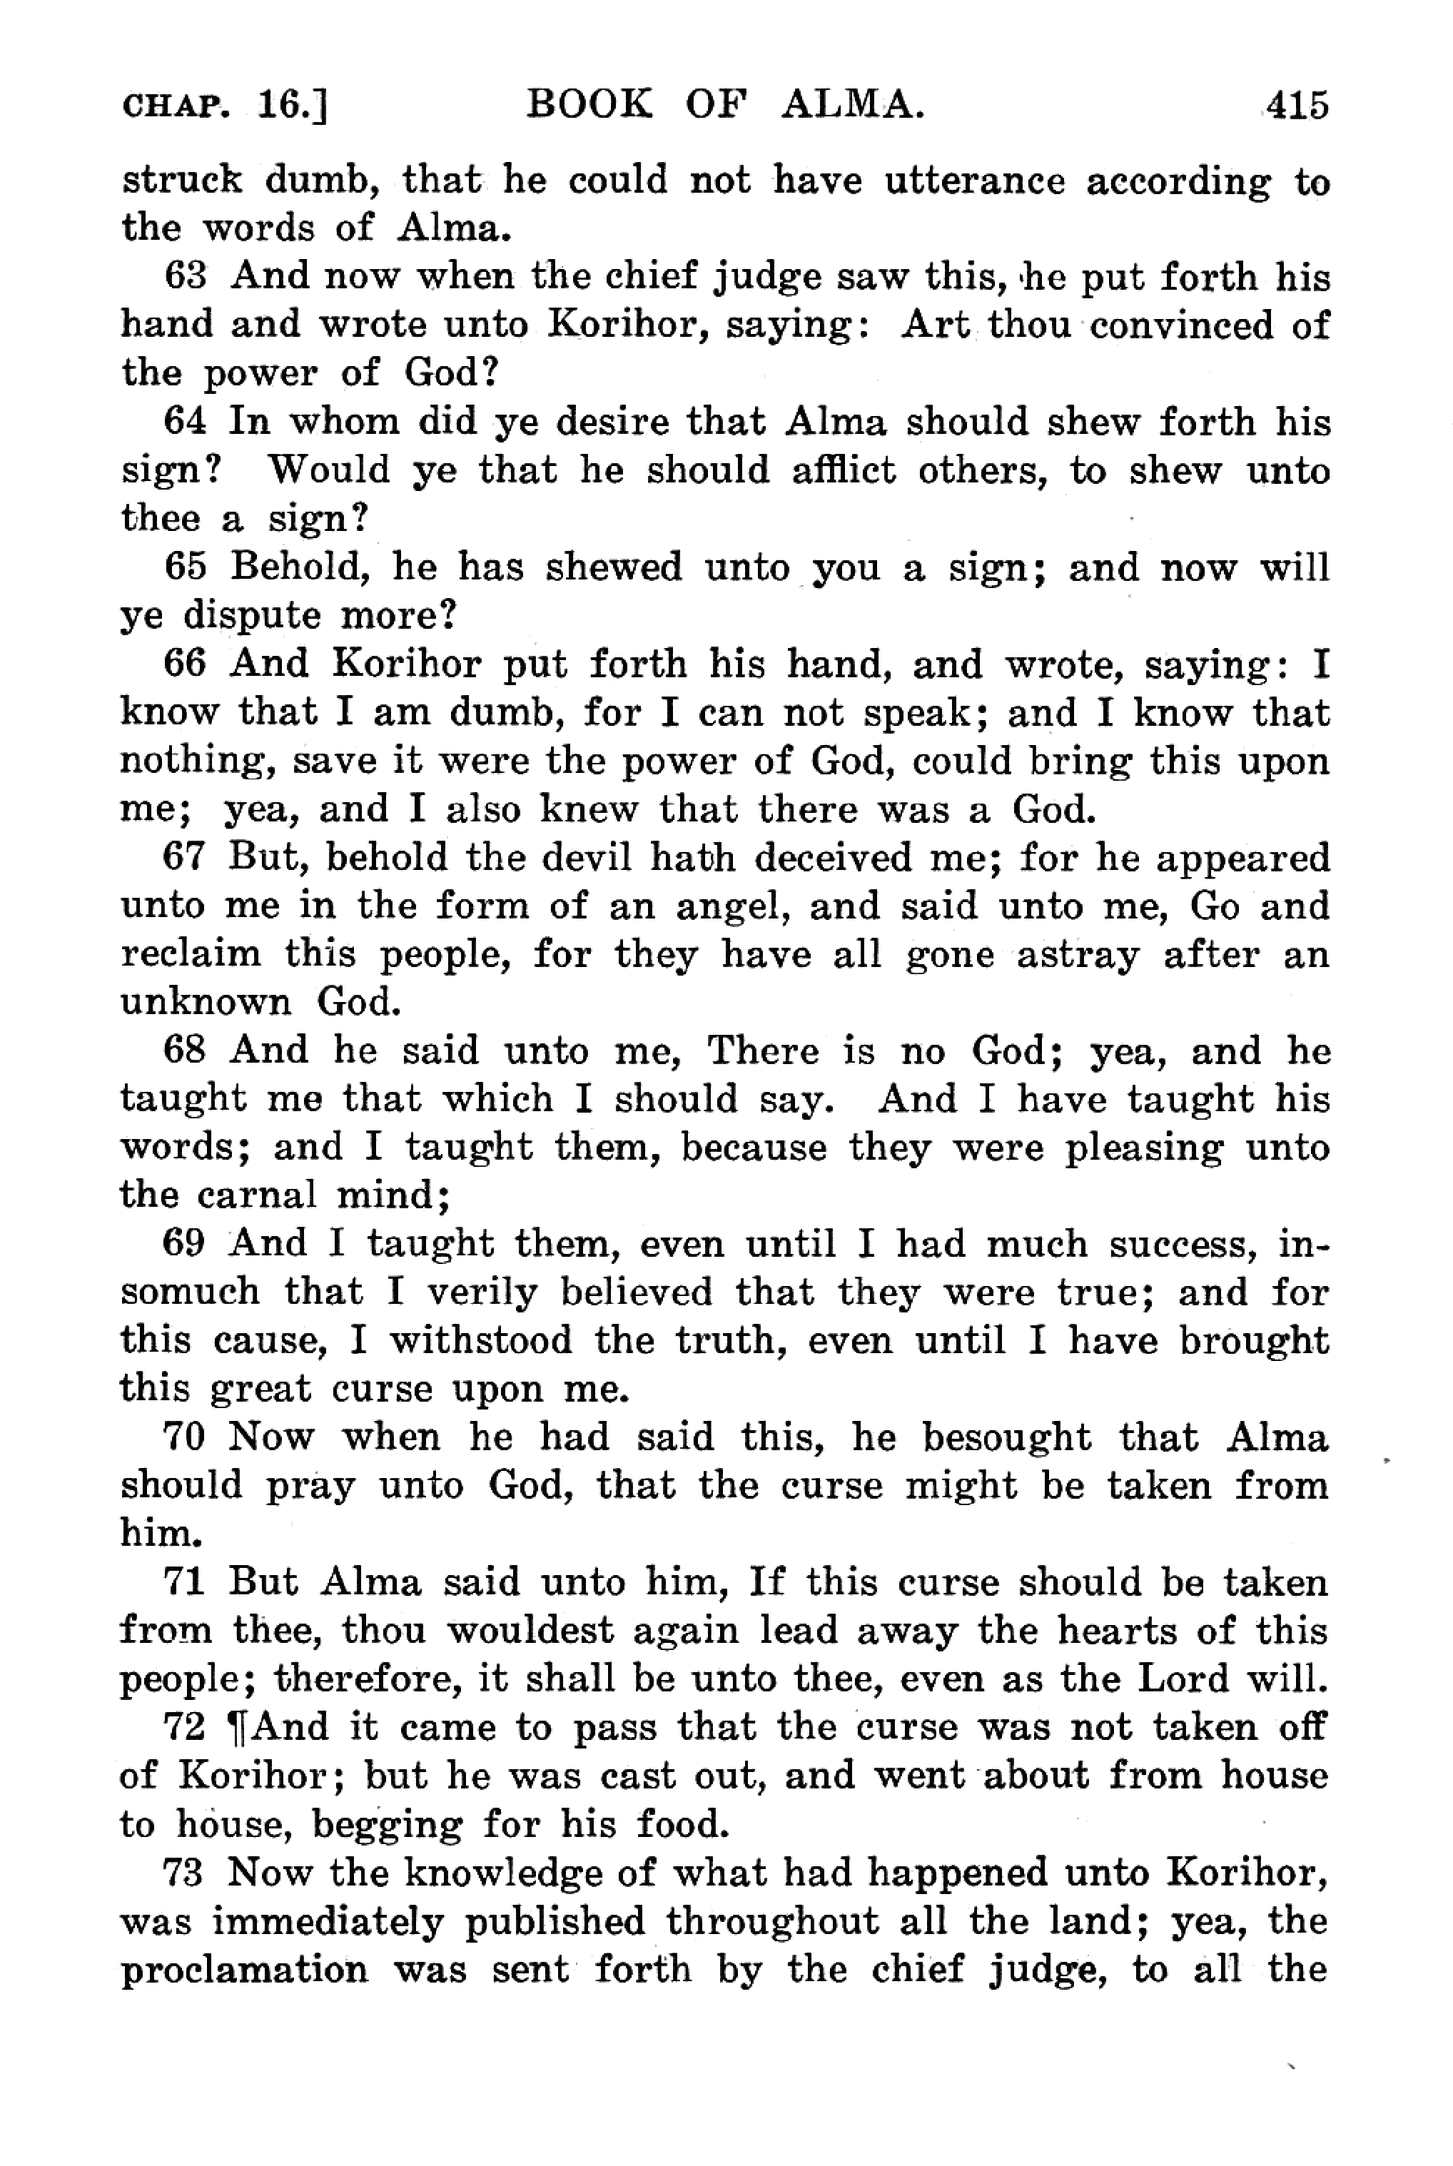 CHAP. 16.] BOOK OF ALMA. 415
struck dumb, that he could not have utterance according to
the words of Alma.
63 And now when the chief judge saw this, he put forth his
hand and wrote unto Korihor, saying: Art thou convinced of
the power of God?
64 In whom did ye desire that Alma should shew forth his
sign? Would ye that he should afflict others, to shew unto
thee a sign?
65 Behold, he has shewed unto you a sign; and now will
ye dispute more?
66 And Korihor put forth his hand, and wrote, saying: I
know that I am dumb, for I can not speak; and I know that
nothing, save it were the power of God, could bring this upon
me; yea, and I also knew that there was a God.
67 But, behold the devil hath deceived me; for he appeared
unto me in the form of an angel, and said unto me, Go and
reclaim this people, for they have all gone astray after an
unknown God.
68 And he said unto me, There is no God; yea, and he
taught me that which I should say. And I have taught his
words; and I taught them, because they were pleasing unto
the carnal mind;
69 And I taught them, even until I had much success, in-
somuch that I verily believed that they were true; and for
this cause, I withstood the truth, even until I have brought
this great curse upon me.
70 Now when he had said this, he besought that Alma
should pray unto God, that the curse might be taken from
him.
71 But Alma said unto him, If this curse should be taken
from thee, thou wouldest again lead away the hearts of this
people; therefore, it shall be unto thee, even as the Lord will.
72 ¶And it came to pass that the curse was not taken off
of Korihor; but he was cast out, and went about from house
to house, begging for his food.
73 Now the knowledge of what had happened unto Korihor,
was immediately published throughout all the land; yea, the
proclamation was sent forth by the chief judge, to all the